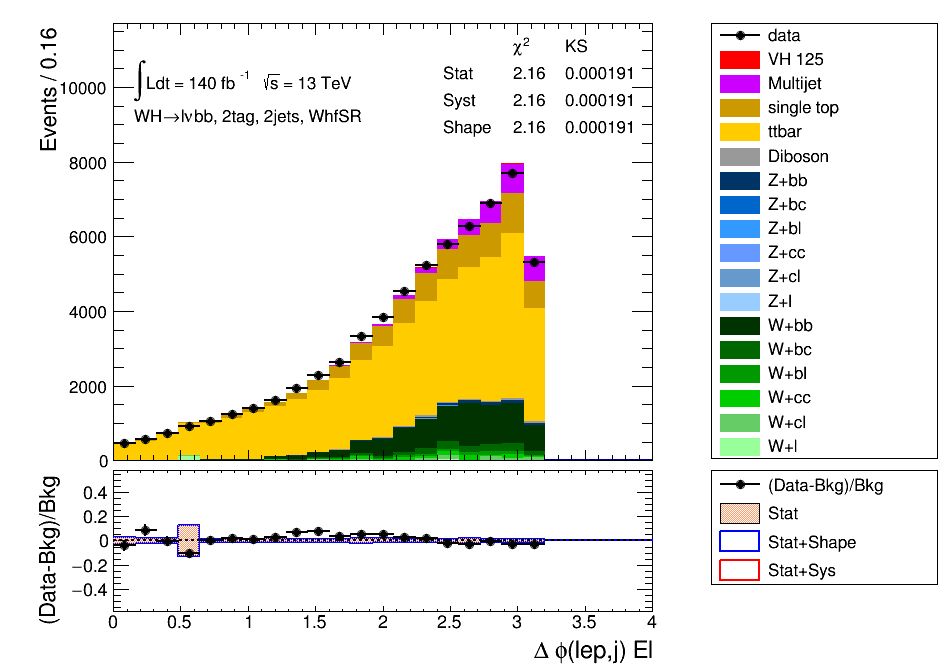 Events / 0.16
10000
8000
6000
4000
2000
0
∫Ldt = 140 fb⁻¹ √s = 13 TeV
WH→lνbb, 2tag, 2jets, WhfSR
χ² KS
Stat 2.16 0.000191
Syst 2.16 0.000191
Shape 2.16 0.000191
data
VH 125
Multijet
single top
ttbar
Diboson
Z+bb
Z+bc
Z+bl
Z+cc
Z+cl
Z+l
W+bb
W+bc
W+bl
W+cc
W+cl
W+l
(Data-Bkg)/Bkg
0.4
0.2
0
−0.2
−0.4
0 0.5 1 1.5 2 2.5 3 3.5 4
Δ ϕ(lep,j) El
(Data-Bkg)/Bkg
Stat
Stat+Shape
Stat+Sys